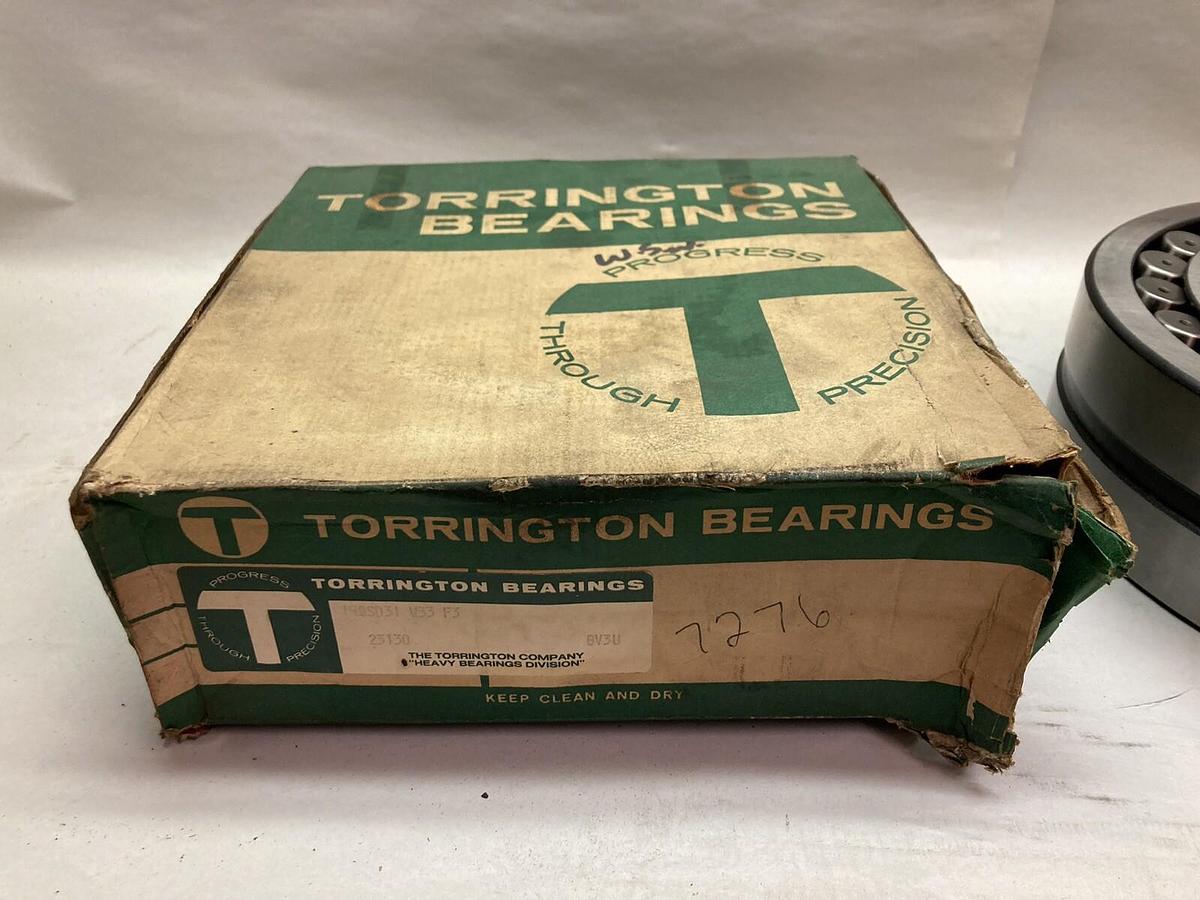 TORRINGTON
BEARINGS
PROGRESS
THROUGH
PRECISION
T
T TORRINGTON BEARINGS
TORRINGTON BEARINGS
PROGRESS
THROUGH
PRECISION
T
23130 BV3U
THE TORRINGTON COMPANY
"HEAVY BEARINGS DIVISION"
7276
KEEP CLEAN AND DRY